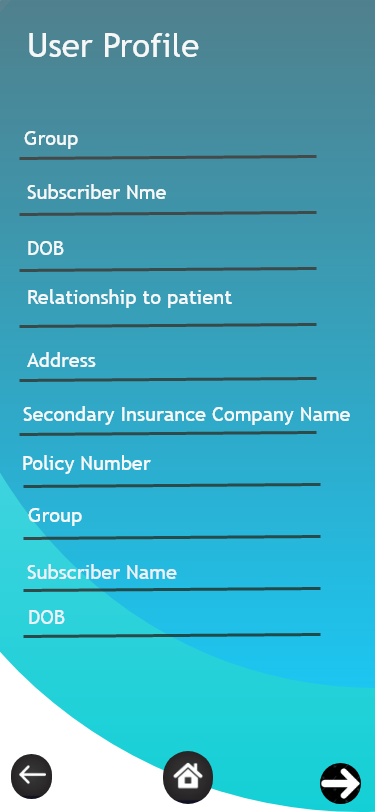 User Profile
Group
Subscriber Nme
DOB
Relationship to patient
Address
Secondary Insurance Company Name
Policy Number
Group
Subscriber Name
DOB